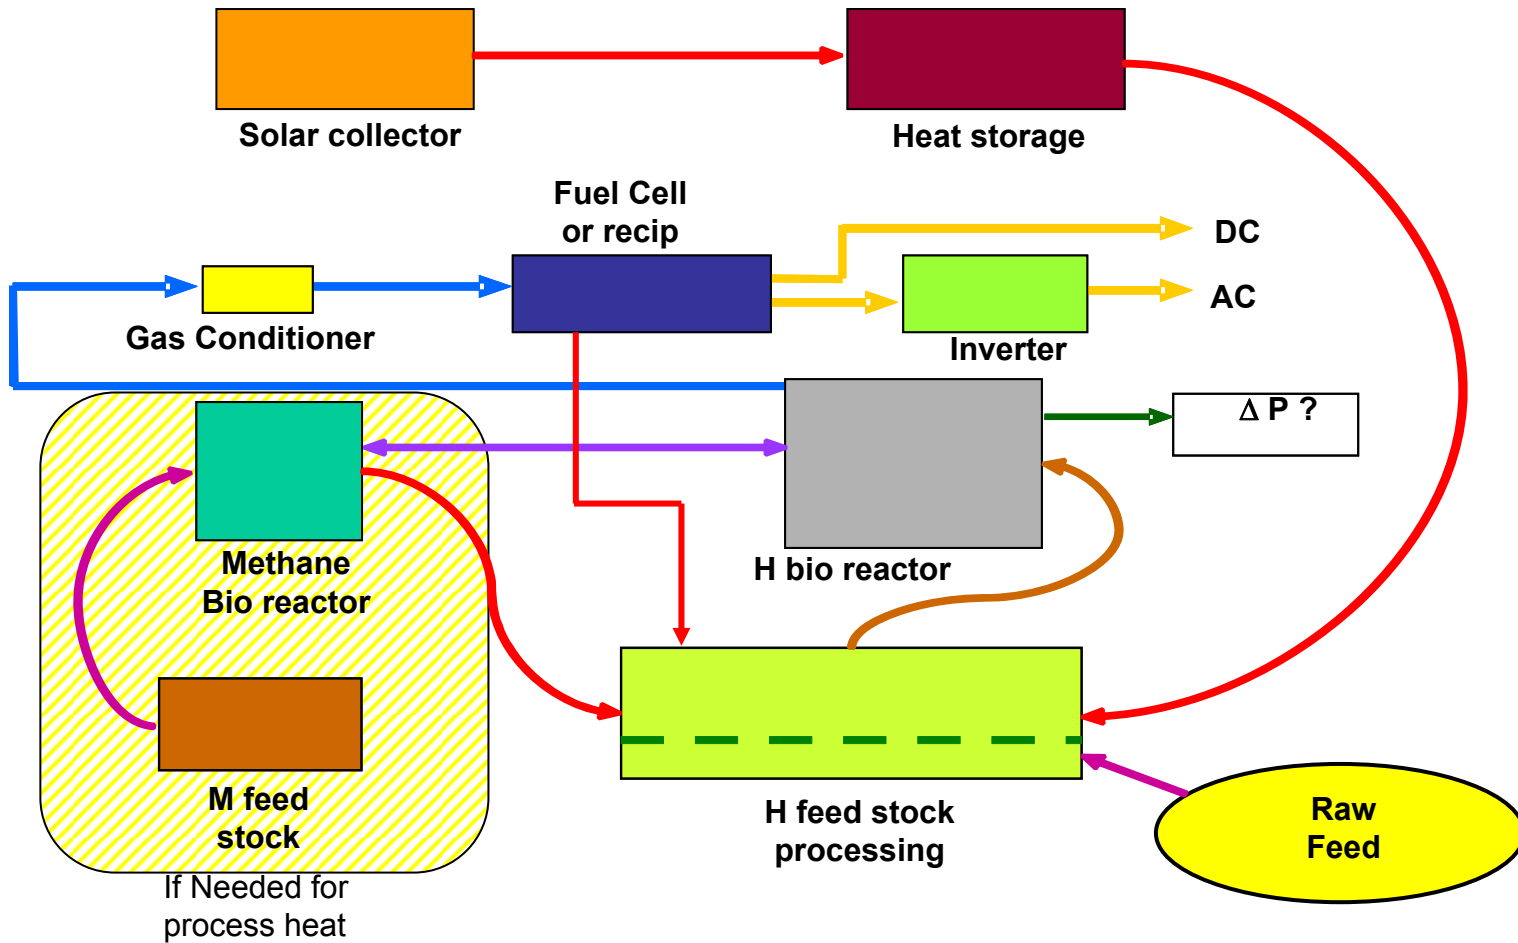 Solar collector
Heat storage
Fuel Cell
or recip
DC
AC
Gas Conditioner
Inverter
Δ P ?
Methane
Bio reactor
H bio reactor
M feed
stock
H feed stock
processing
Raw
Feed
If Needed for
process heat